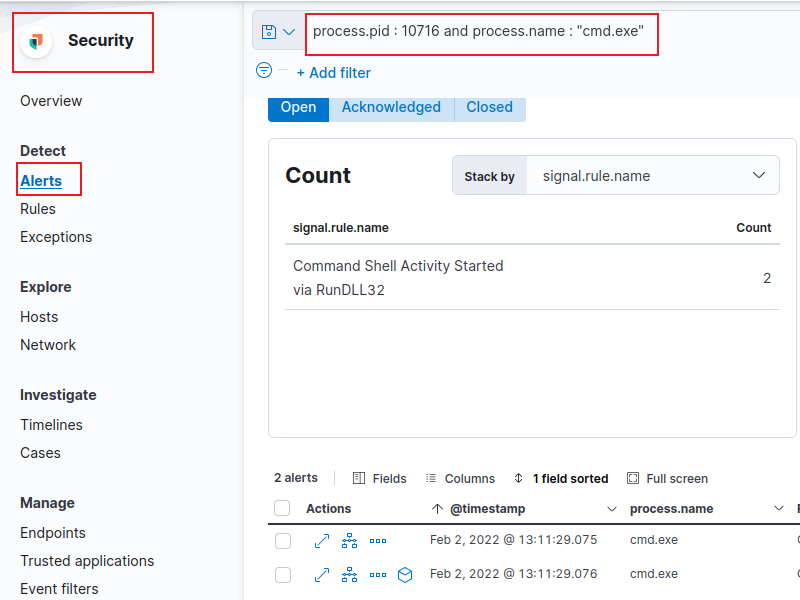 Security
Overview
Detect
Alerts
Rules
Exceptions
Explore
Hosts
Network
Investigate
Timelines
Cases
Manage
Endpoints
Trusted applications
Event filters
process.pid : 10716 and process.name : "cmd.exe"
+ Add filter
Open Acknowledged Closed
Count
Stack by signal.rule.name
signal.rule.name Count
Command Shell Activity Started
via RunDLL32
2
2 alerts Fields Columns 1 field sorted Full screen
Actions @timestamp process.name
Feb 2, 2022 @ 13:11:29.075 cmd.exe
Feb 2, 2022 @ 13:11:29.076 cmd.exe